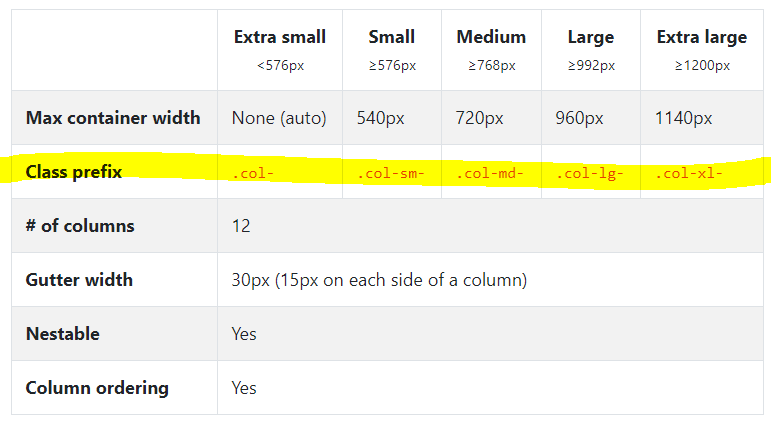 Extra small Small Medium Large Extra large
<576px ≥576px ≥768px ≥992px ≥1200px
Max container width None (auto) 540px 720px 960px 1140px
Class prefix .col- .col-sm- .col-md- .col-lg- .col-xl-
# of columns 12
Gutter width 30px (15px on each side of a column)
Nestable Yes
Column ordering Yes